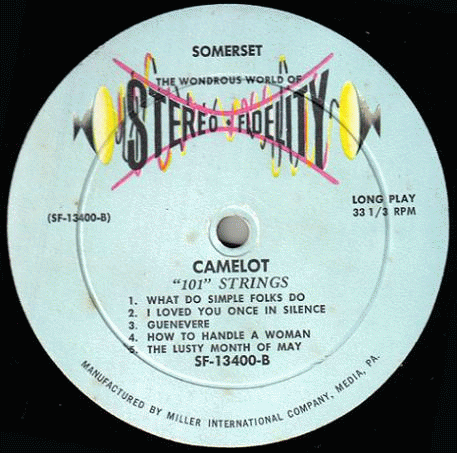 SOMERSET
THE WONDROUS WORLD OF
STEREO • FIDELITY
(SF-13400-B)
LONG PLAY
33 1/3 RPM
CAMELOT
"101" STRINGS
1. WHAT DO SIMPLE FOLKS DO
2. I LOVED YOU ONCE IN SILENCE
3. GUENEVERE
4. HOW TO HANDLE A WOMAN
5. THE LUSTY MONTH OF MAY
SF-13400-B
MANUFACTURED BY MILLER INTERNATIONAL COMPANY, MEDIA, PA.